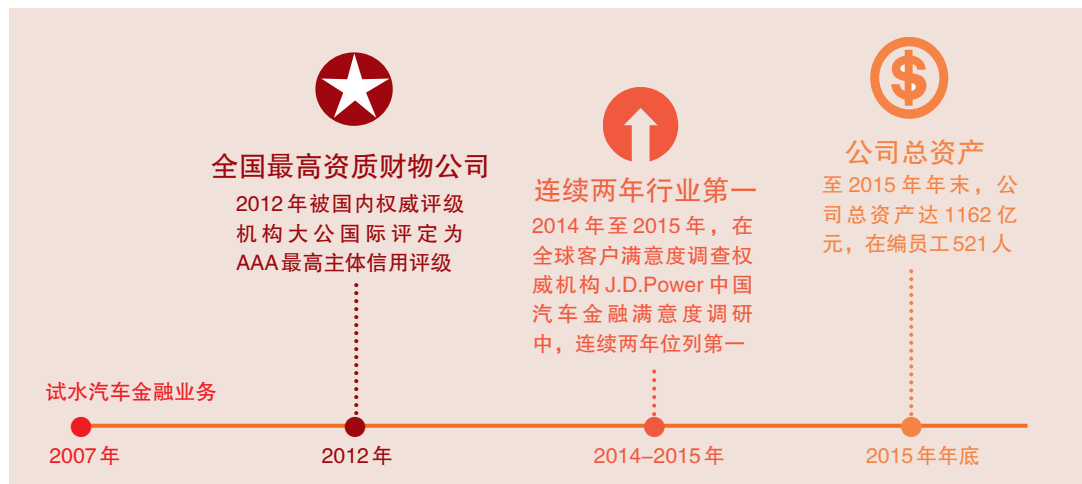 全国最高资质财物公司
2012年被国内权威评级
机构大公国际评定为
AAA最高主体信用评级
连续两年行业第一
2014年至2015年，在
全球客户满意度调查权
威机构J.D.Power中国
汽车金融满意度调研
中，连续两年位列第一
公司总资产
至2015年年末，公
司总资产达1162亿
元，在编员工521人
试水汽车金融业务
2007年
2012年
2014–2015年
2015年年底